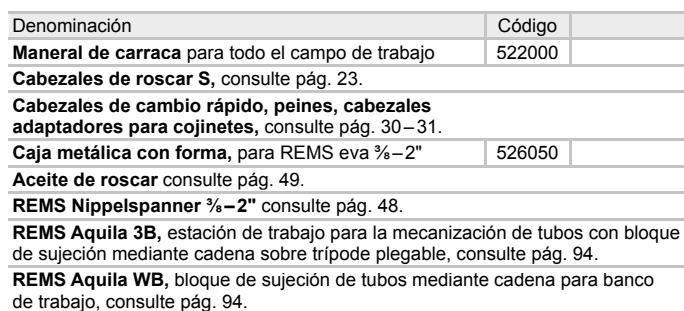 Denominación Código
Maneral de carraca para todo el campo de trabajo 522000
Cabezales de roscar S, consulte pág. 23.
Cabezales de cambio rápido, peines, cabezales
adaptadores para cojinetes, consulte pág. 30–31.
Caja metálica con forma, para REMS eva ⅜–2" 526050
Aceite de roscar consulte pág. 49.
REMS Nippelspanner ⅜–2" consulte pág. 48.
REMS Aquila 3B, estación de trabajo para la mecanización de tubos con bloque
de sujeción mediante cadena sobre trípode plegable, consulte pág. 94.
REMS Aquila WB, bloque de sujeción de tubos mediante cadena para banco
de trabajo, consulte pág. 94.